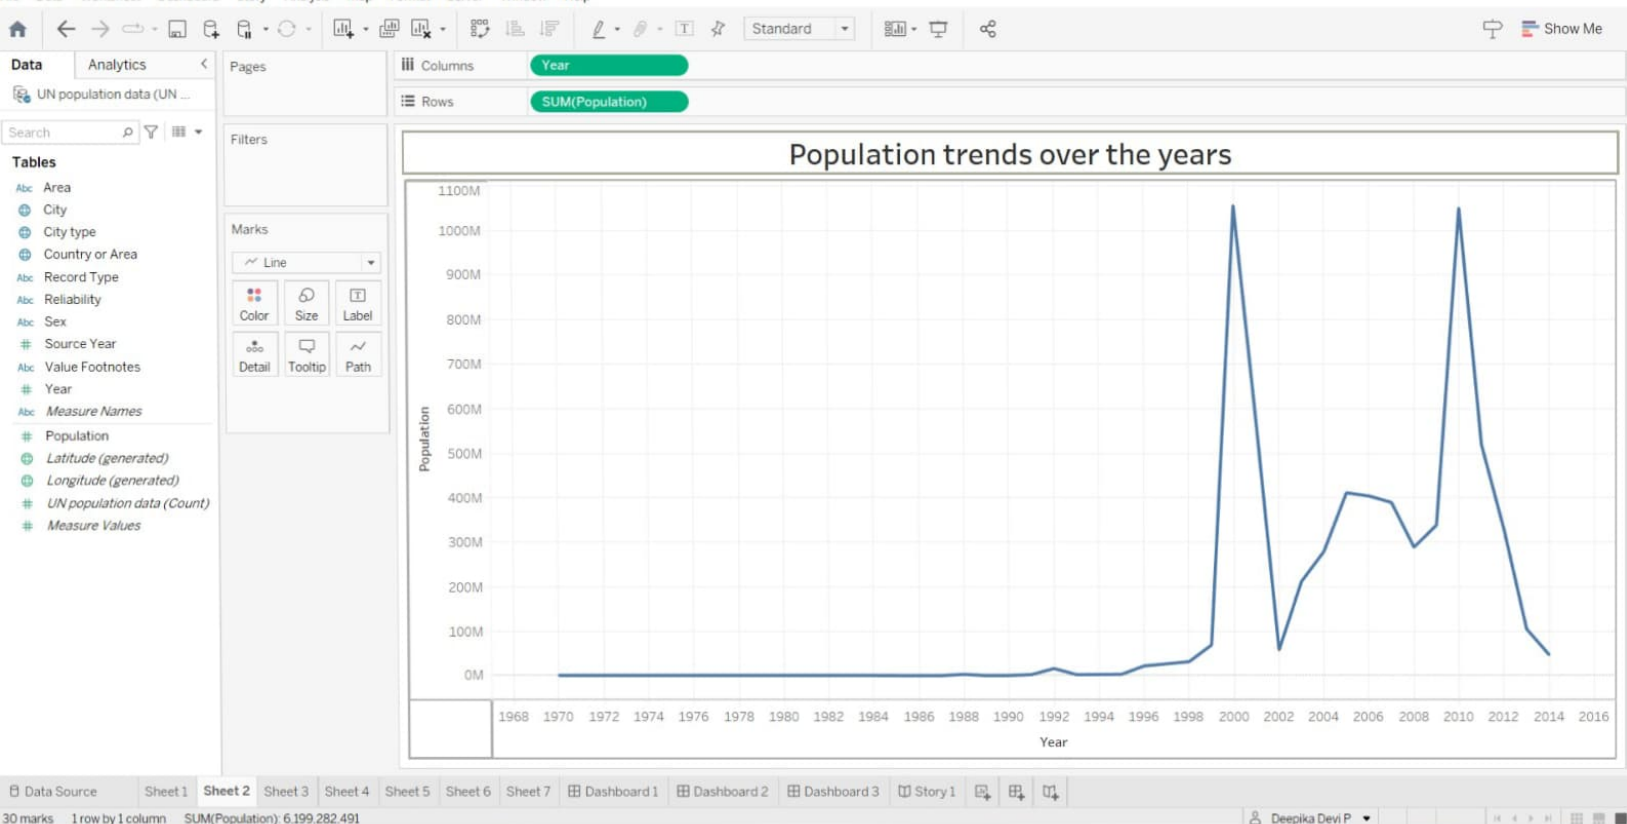 Standard
Show Me
Data Analytics
Pages
Columns
Year
UN population data (UN ...
Rows
SUM(Population)
Search
Filters
Tables
Population trends over the years
Abc Area
City
City type
Country or Area
Abc Record Type
Abc Reliability
Abc Sex
# Source Year
Abc Value Footnotes
# Year
Abc Measure Names
# Population
Latitude (generated)
Longitude (generated)
# UN population data (Count)
# Measure Values
Marks
Line
Color Size Label
Detail Tooltip Path
1100M
1000M
900M
800M
700M
600M
500M
400M
300M
200M
100M
0M
Population
1968 1970 1972 1974 1976 1978 1980 1982 1984 1986 1988 1990 1992 1994 1996 1998 2000 2002 2004 2006 2008 2010 2012 2014 2016
Year
Data Source Sheet 1 Sheet 2 Sheet 3 Sheet 4 Sheet 5 Sheet 6 Sheet 7 Dashboard 1 Dashboard 2 Dashboard 3 Story 1
30 marks 1 row by 1 column SUM(Population): 6,199,282,491
Deepika Devi P